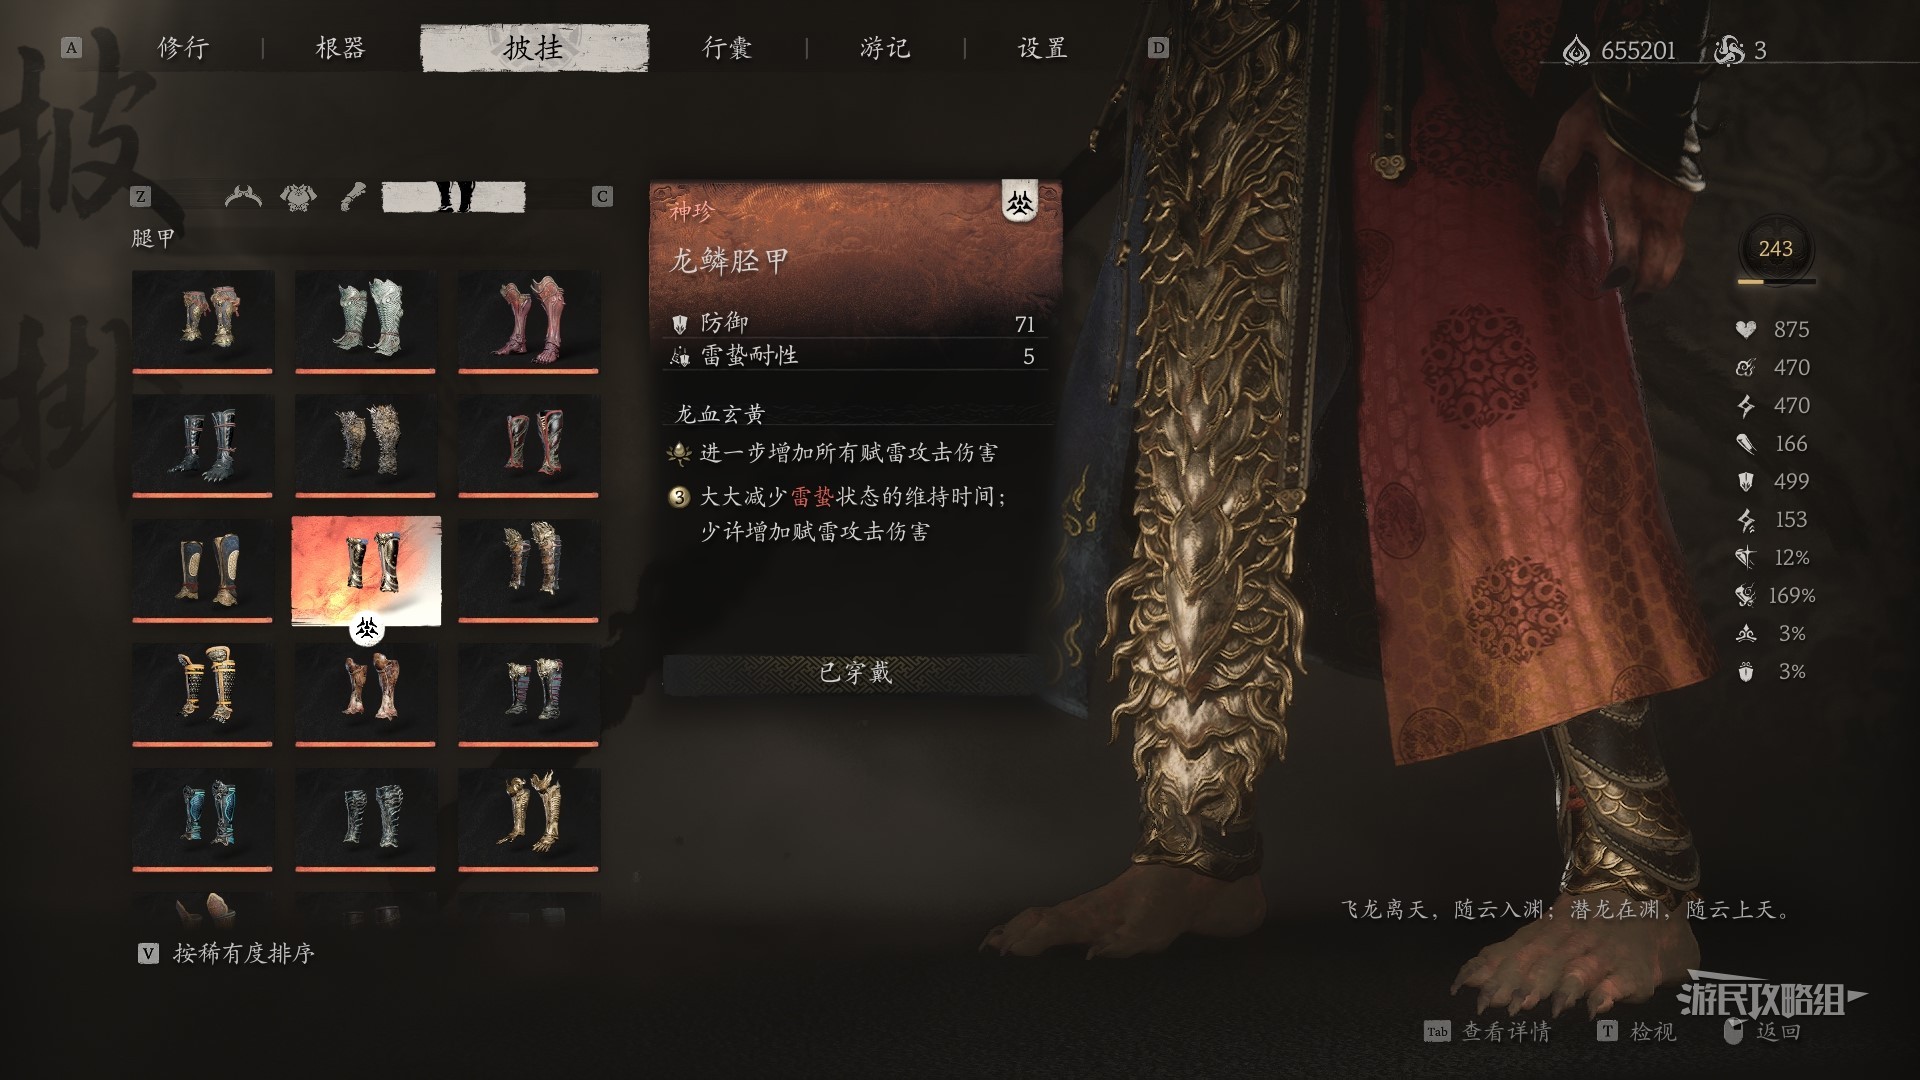 A
修行
根器
披挂
行囊
游记
设置
D
655201
3
披
挂
Z
C
腿甲
神珍
龙鳞胫甲
防御 71
雷蛰耐性 5
龙血玄黄
进一步增加所有赋雷攻击伤害
3 大大减少雷蛰状态的维持时间；
少许增加赋雷攻击伤害
已穿戴
243
875
470
470
166
499
153
12%
169%
3%
3%
飞龙离天，随云入渊；潜龙在渊，随云上天。
V 按稀有度排序
游民攻略组
Tab 查看详情
T 检视
返回